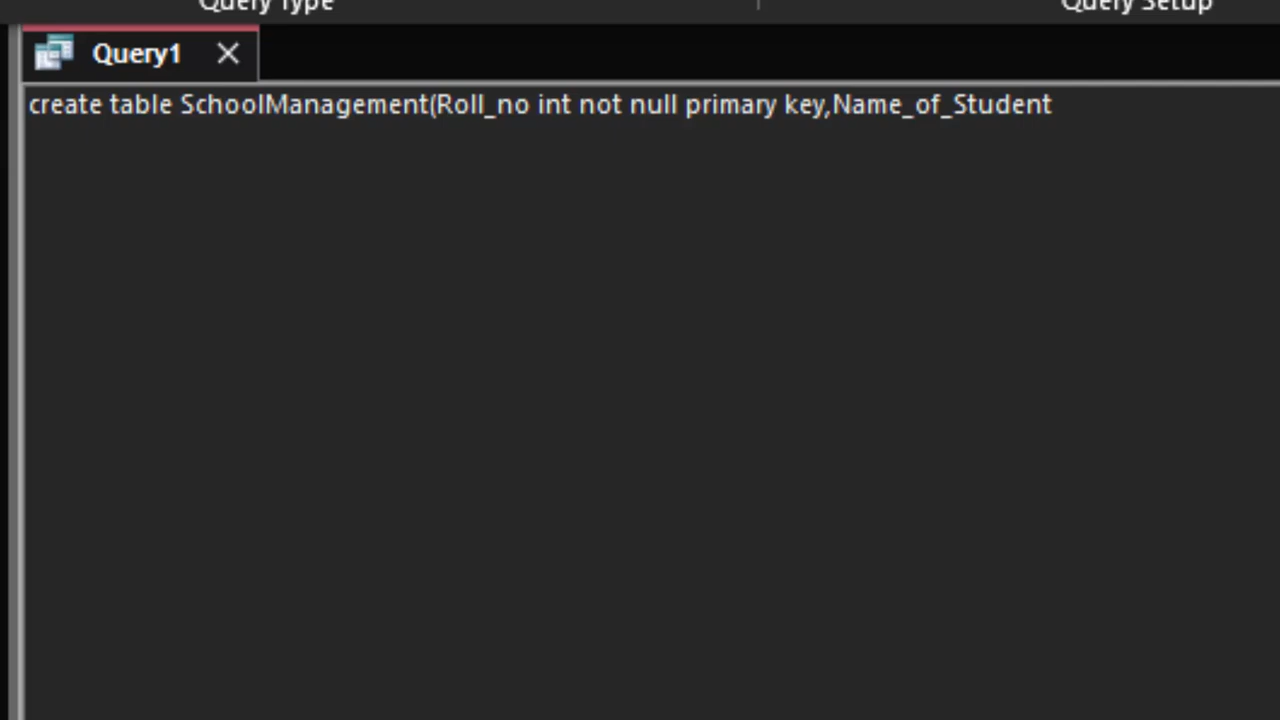 Query Type
Query Setup
Query1
create table SchoolManagement(Roll_no int not null primary key,Name_of_Student